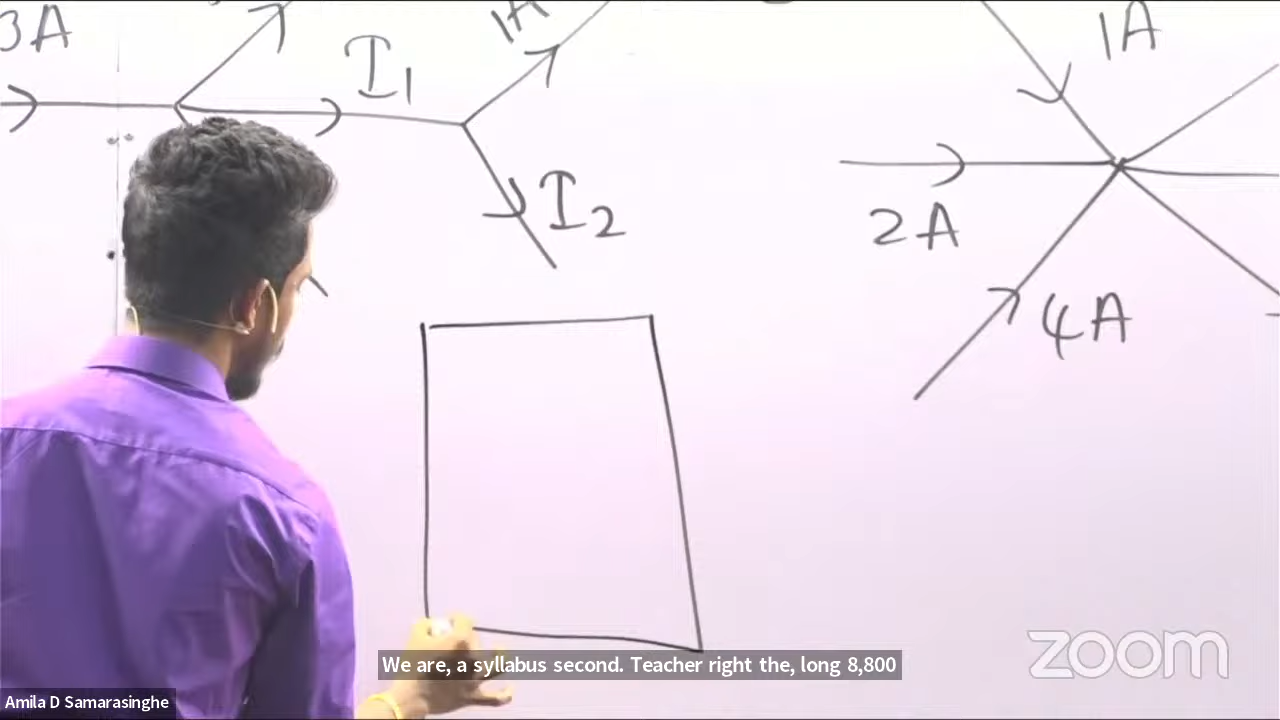 3A
I1
1A
I2
1A
2A
4A
We are, a syllabus second. Teacher right the, long 8,800
Amila D Samarasinghe
zoom